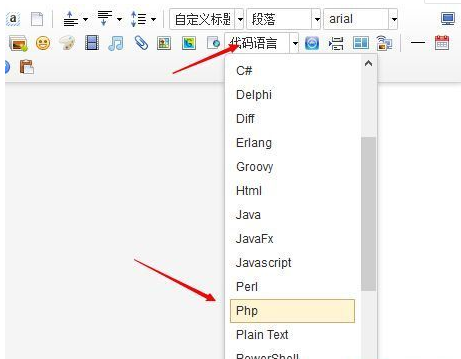 自定义标题 段落 arial
代码语言
C#
Delphi
Diff
Erlang
Groovy
Html
Java
JavaFx
Javascript
Perl
Php
Plain Text
PowerShell